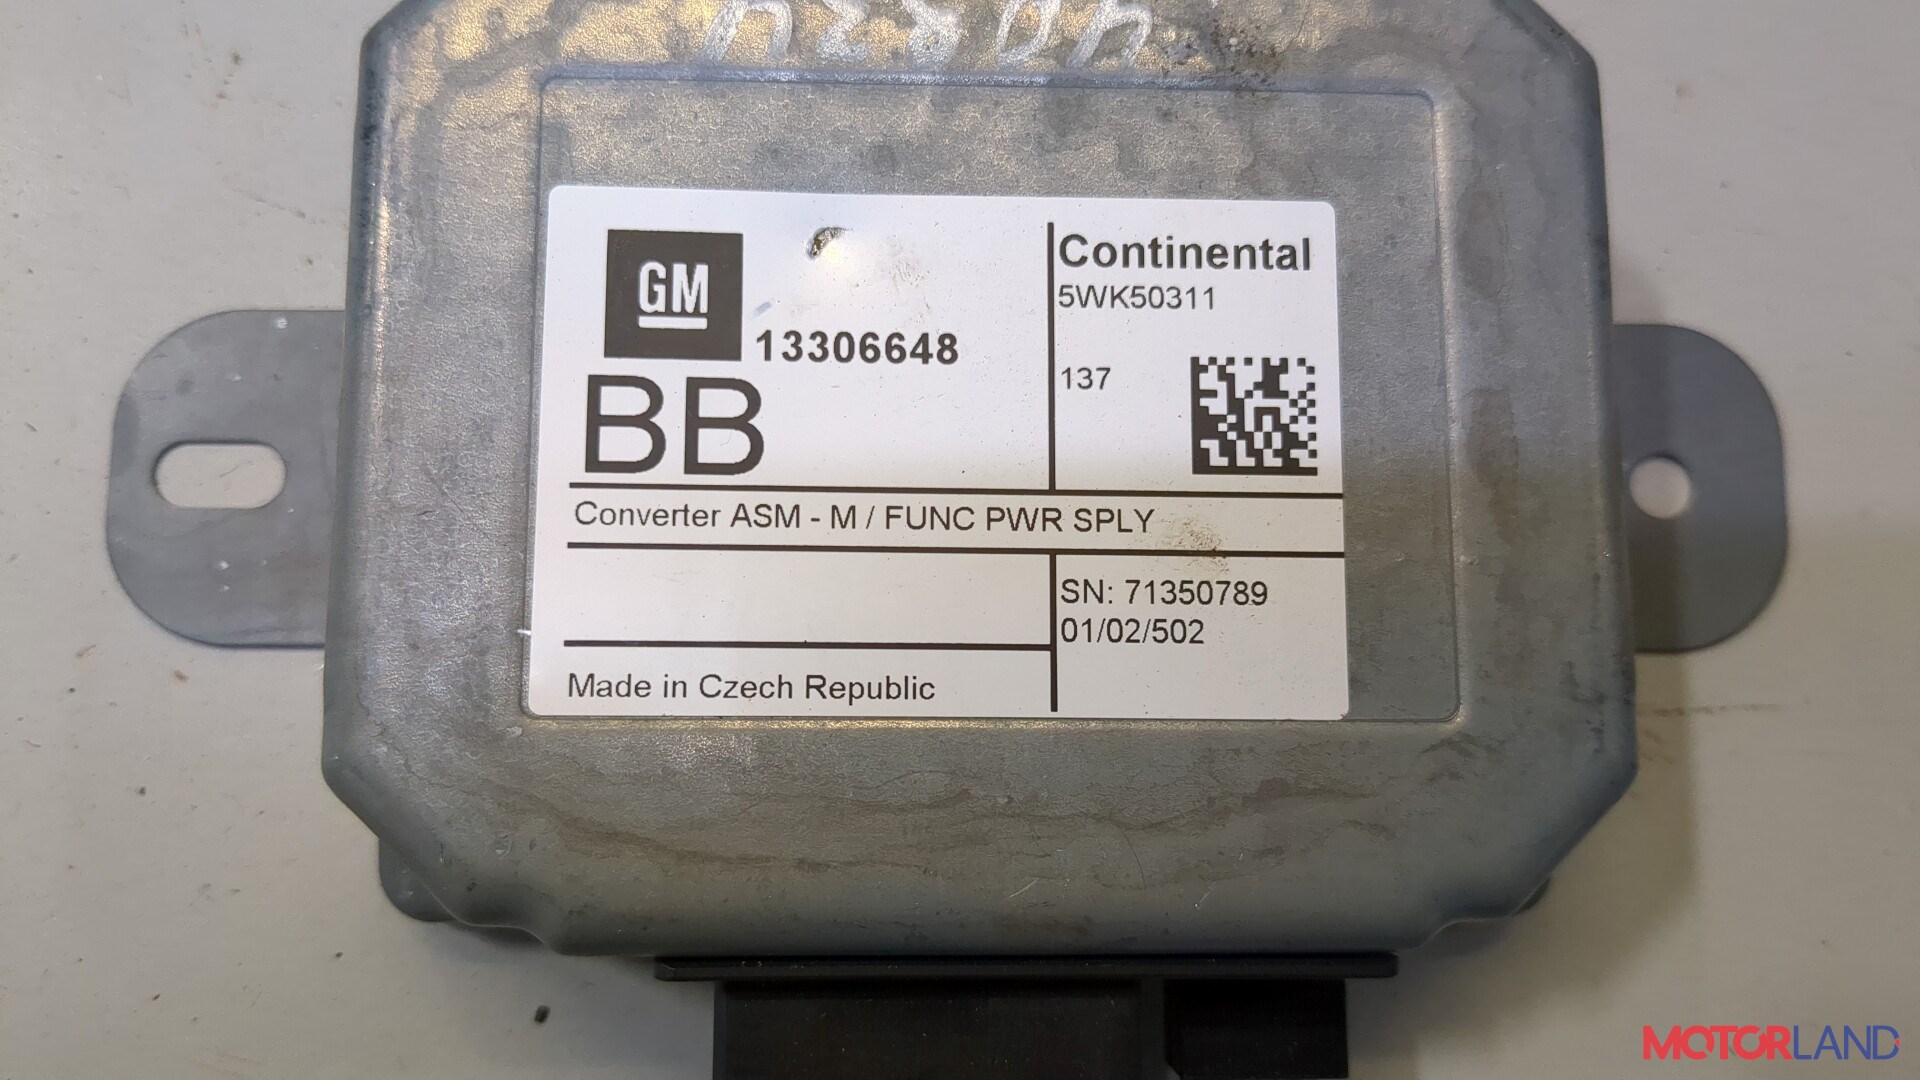 GM
13306648
BB
Continental
5WK50311
137
Converter ASM - M / FUNC PWR SPLY
SN: 71350789
01/02/502
Made in Czech Republic
MOTORLAND